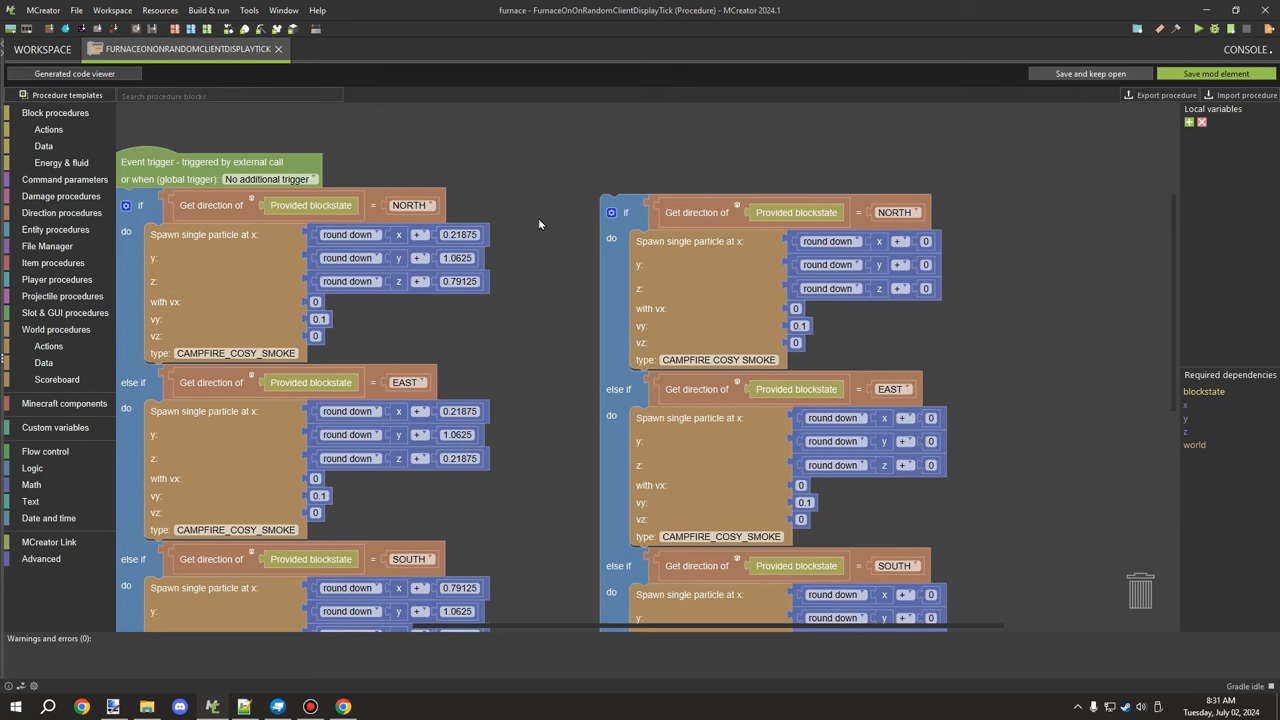 MCreator File Workspace Resources Build & run Tools Window Help
furnace - FurnaceOnOnRandomClientDisplayTick (Procedure) - MCreator 2024.1
WORKSPACE
FURNACEONONRANDOMCLIENTDISPLAYTICK
CONSOLE
Generated code viewer
Save and keep open
Save mod element
Procedure templates
Search procedure blocks
Export procedure
Import procedure
Block procedures
Actions
Data
Energy & fluid
Command parameters
Damage procedures
Direction procedures
Entity procedures
File Manager
Item procedures
Player procedures
Projectile procedures
Slot & GUI procedures
World procedures
Actions
Data
Scoreboard
Minecraft components
Custom variables
Flow control
Logic
Math
Text
Date and time
MCreator Link
Advanced
Event trigger - triggered by external call
or when (global trigger): No additional trigger
if Get direction of Provided blockstate = NORTH
do Spawn single particle at x: round down x + 0.21875
y: round down y + 1.0625
z: round down z + 0.79125
with vx: 0
vy: 0.1
vz: 0
type: CAMPFIRE_COSY_SMOKE
else if Get direction of Provided blockstate = EAST
do Spawn single particle at x: round down x + 0.21875
y: round down y + 1.0625
z: round down z + 0.21875
with vx: 0
vy: 0.1
vz: 0
type: CAMPFIRE_COSY_SMOKE
else if Get direction of Provided blockstate = SOUTH
do Spawn single particle at x: round down x + 0.79125
y: round down y + 1.0625
if Get direction of Provided blockstate = NORTH
do Spawn single particle at x: round down x + 0
y: round down y + 0
z: round down z + 0
with vx: 0
vy: 0.1
vz: 0
type: CAMPFIRE COSY SMOKE
else if Get direction of Provided blockstate = EAST
do Spawn single particle at x: round down x + 0
y: round down y + 0
z: round down z + 0
with vx: 0
vy: 0.1
vz: 0
type: CAMPFIRE_COSY_SMOKE
else if Get direction of Provided blockstate = SOUTH
do Spawn single particle at x: round down x + 0
y: round down y + 0
Local variables
Required dependencies
blockstate
x
y
z
world
Warnings and errors (0):
Gradle idle
8:31 AM
Tuesday, July 02, 2024